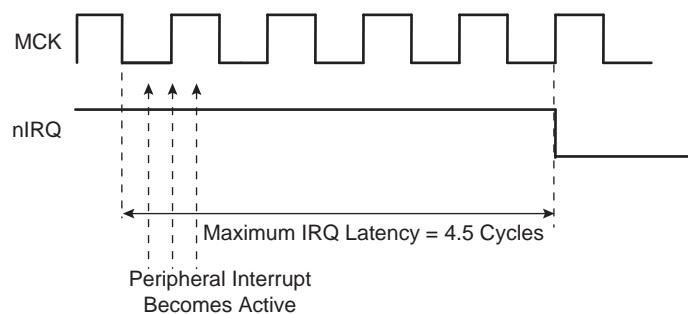 MCK
nIRQ
Maximum IRQ Latency = 4.5 Cycles
Peripheral Interrupt
Becomes Active